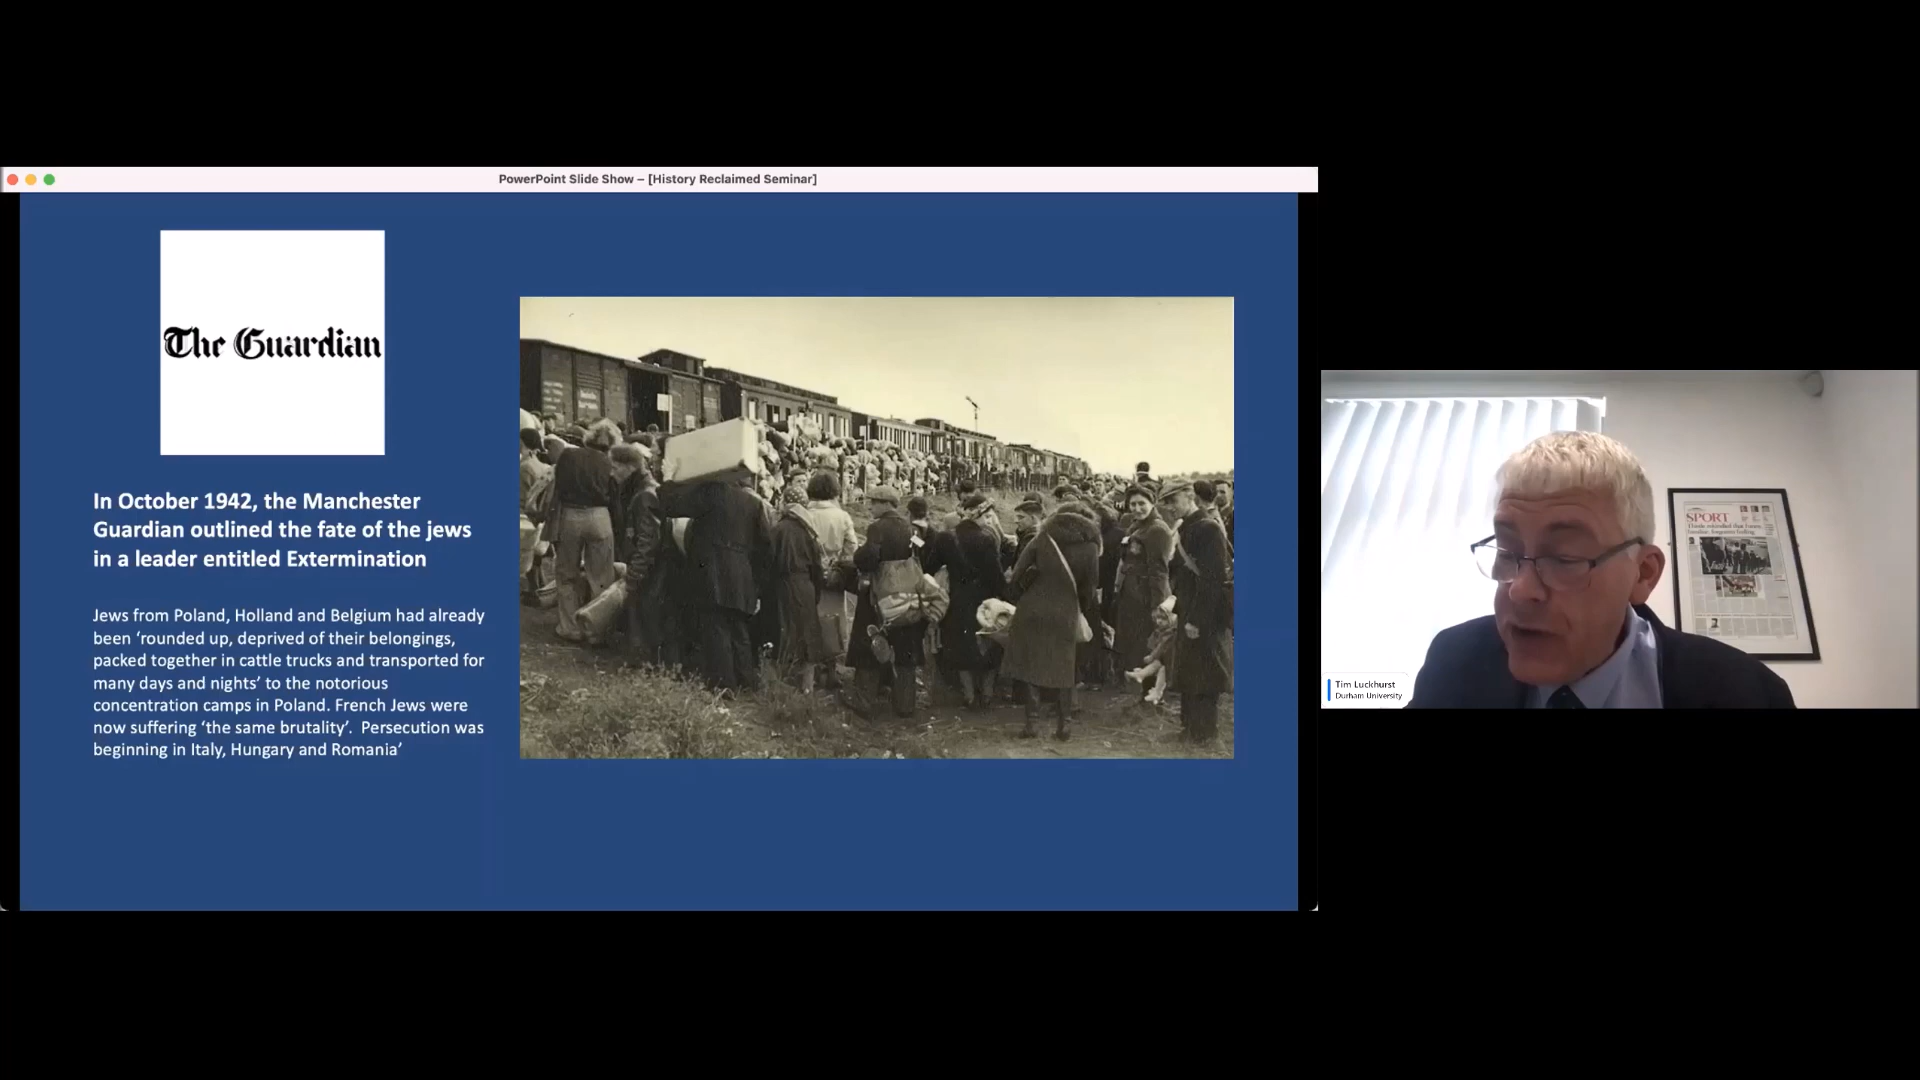 PowerPoint Slide Show – [History Reclaimed Seminar]
The Guardian
In October 1942, the Manchester
Guardian outlined the fate of the jews
in a leader entitled Extermination
Jews from Poland, Holland and Belgium had already
been ‘rounded up, deprived of their belongings,
packed together in cattle trucks and transported for
many days and nights’ to the notorious
concentration camps in Poland. French Jews were
now suffering ‘the same brutality’.  Persecution was
beginning in Italy, Hungary and Romania’
SPORT
Tim Luckhurst
Durham University